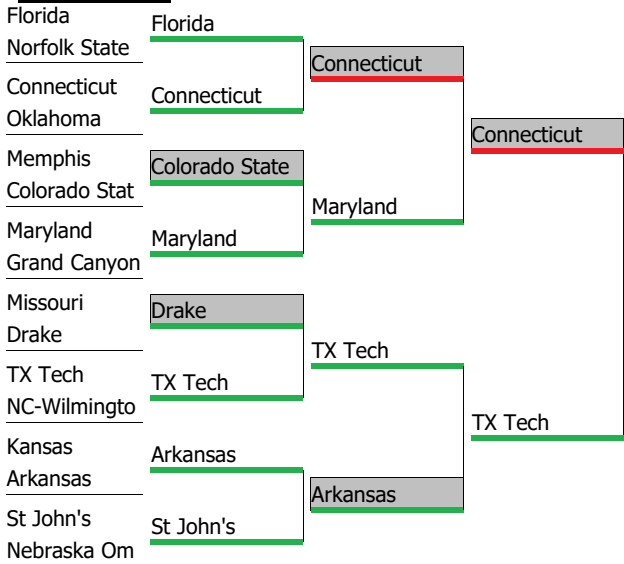 Florida
Norfolk State
Connecticut
Oklahoma
Memphis
Colorado Stat
Maryland
Grand Canyon
Missouri
Drake
TX Tech
NC-Wilmingto
Kansas
Arkansas
St John's
Nebraska Om
Florida
Connecticut
Colorado State
Maryland
Drake
TX Tech
Arkansas
St John's
Connecticut
Maryland
TX Tech
Arkansas
Connecticut
TX Tech